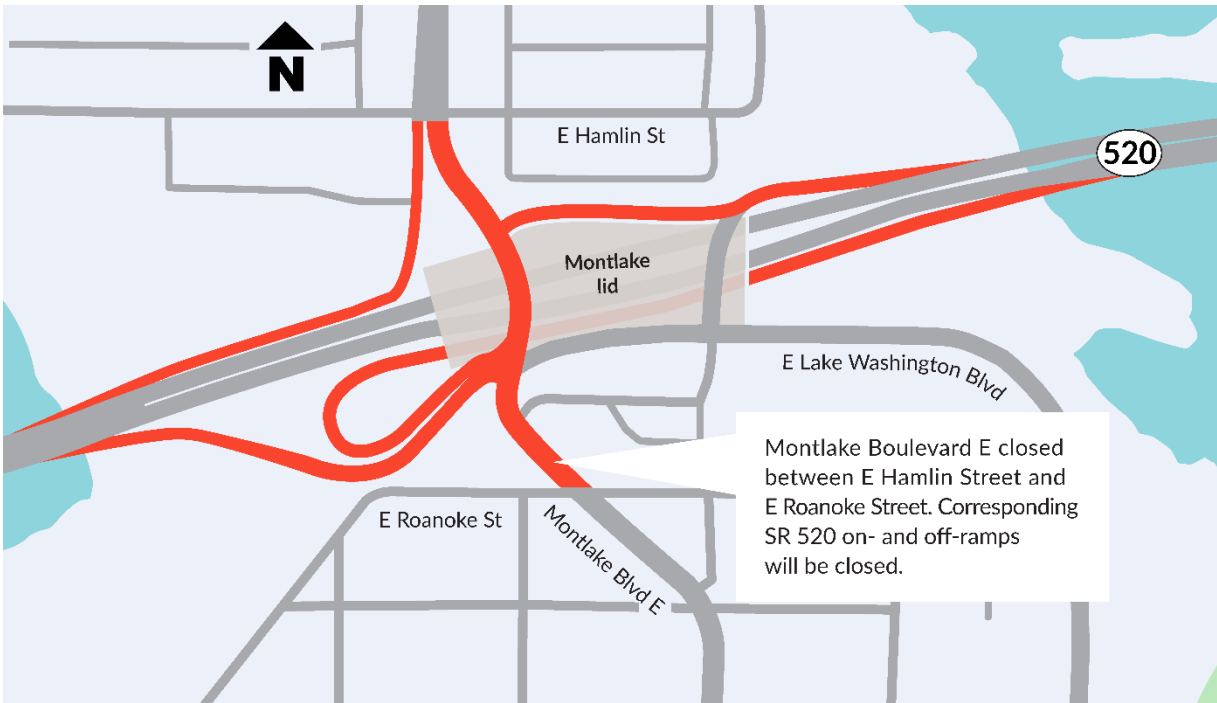 N
E Hamlin St
520
Montlake
lid
E Lake Washington Blvd
Montlake Boulevard E closed
between E Hamlin Street and
E Roanoke Street. Corresponding
SR 520 on- and off-ramps
will be closed.
E Roanoke St
Montlake Blvd E